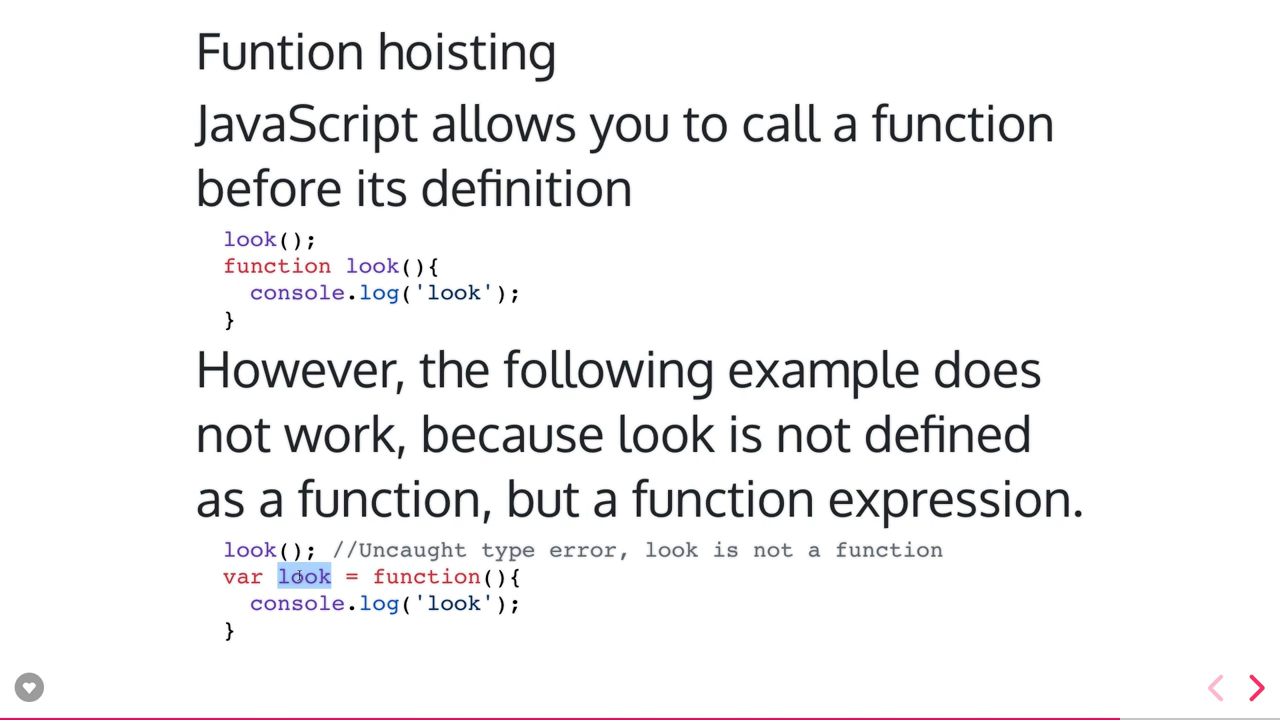 Funtion hoisting
JavaScript allows you to call a function
before its definition
look();
function look(){
  console.log('look');
}
However, the following example does
not work, because look is not defined
as a function, but a function expression.
look(); //Uncaught type error, look is not a function
var look = function(){
  console.log('look');
}